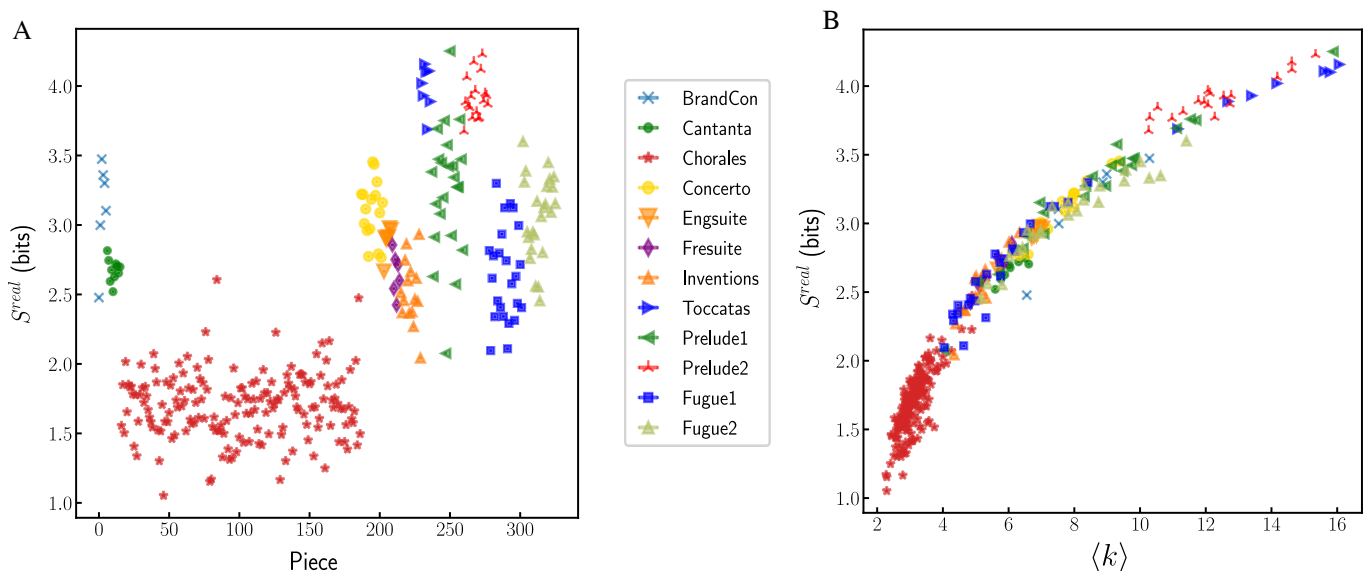 A
S^real (bits)
4.0
3.5
3.0
2.5
2.0
1.5
1.0
0 50 100 150 200 250 300
Piece
BrandCon
Cantanta
Chorales
Concerto
Engsuite
Fresuite
Inventions
Toccatas
Prelude1
Prelude2
Fugue1
Fugue2
B
S^real (bits)
4.0
3.5
3.0
2.5
2.0
1.5
1.0
2 4 6 8 10 12 14 16
⟨k⟩